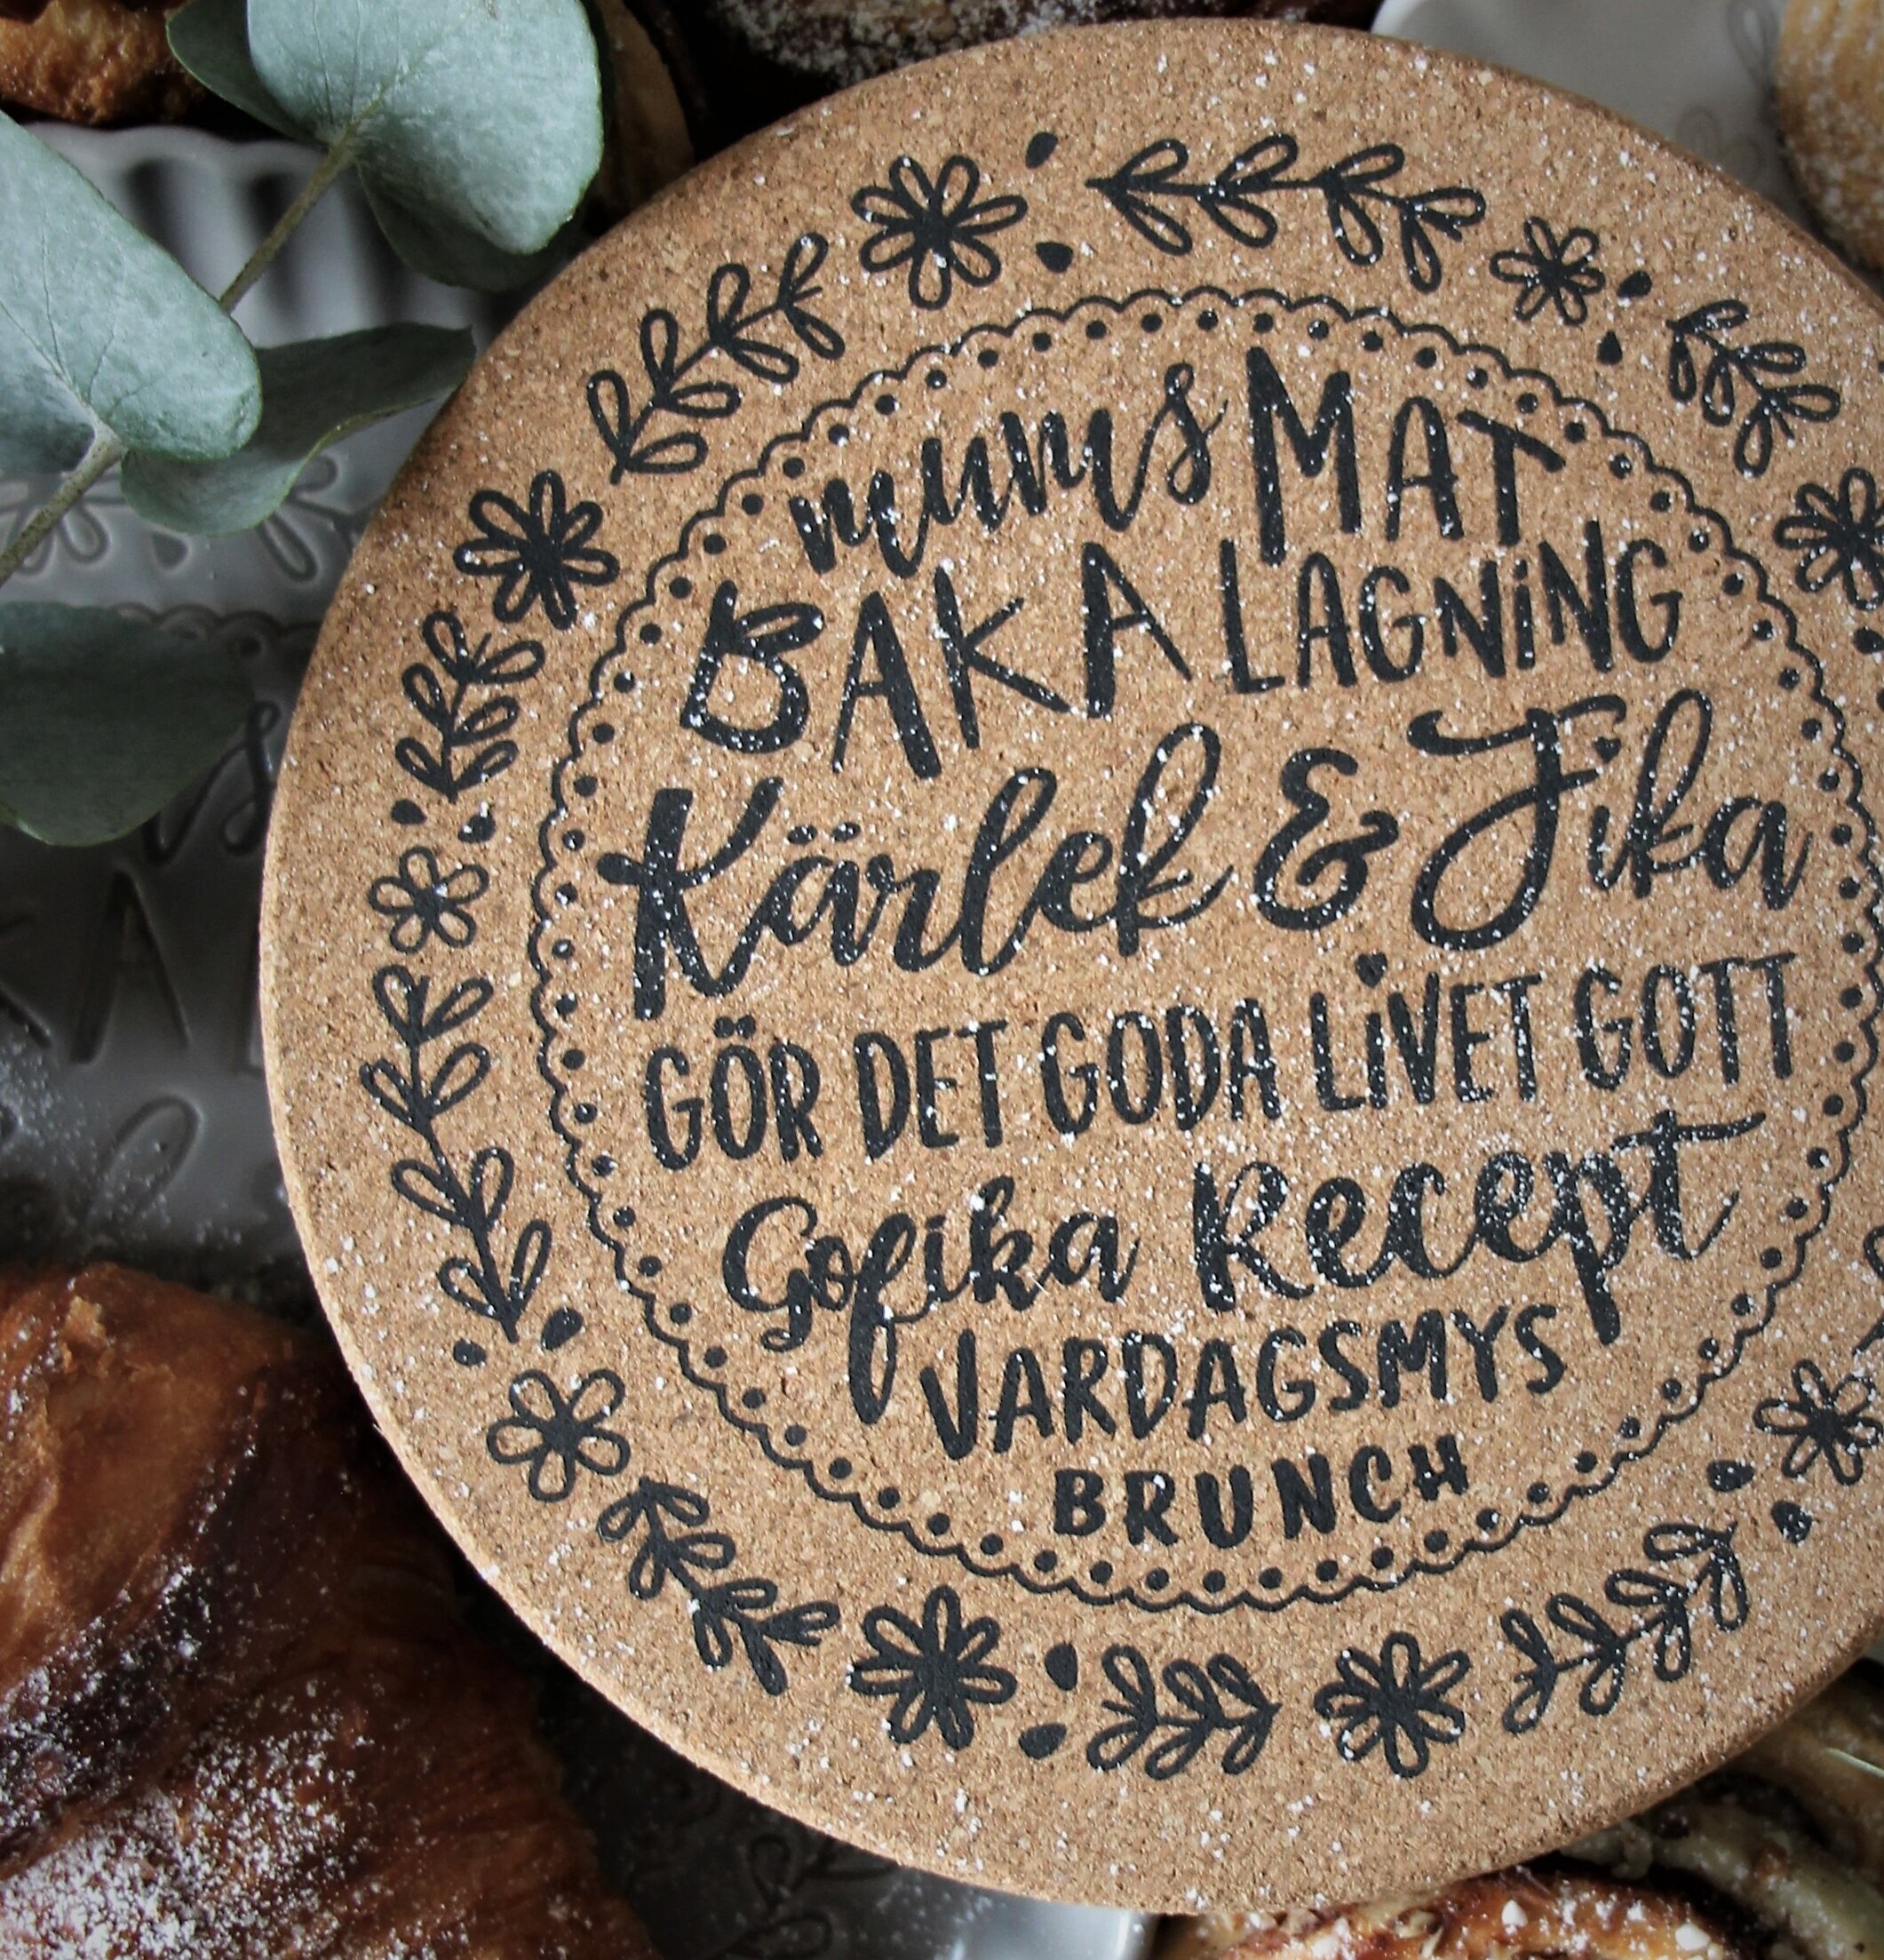 mums MAT
BAKA LAGNING
Kärlek & Fika
GÖR DET GODA LIVET GOTT
Gofika Recept
VARDAGSMYS
BRUNCH